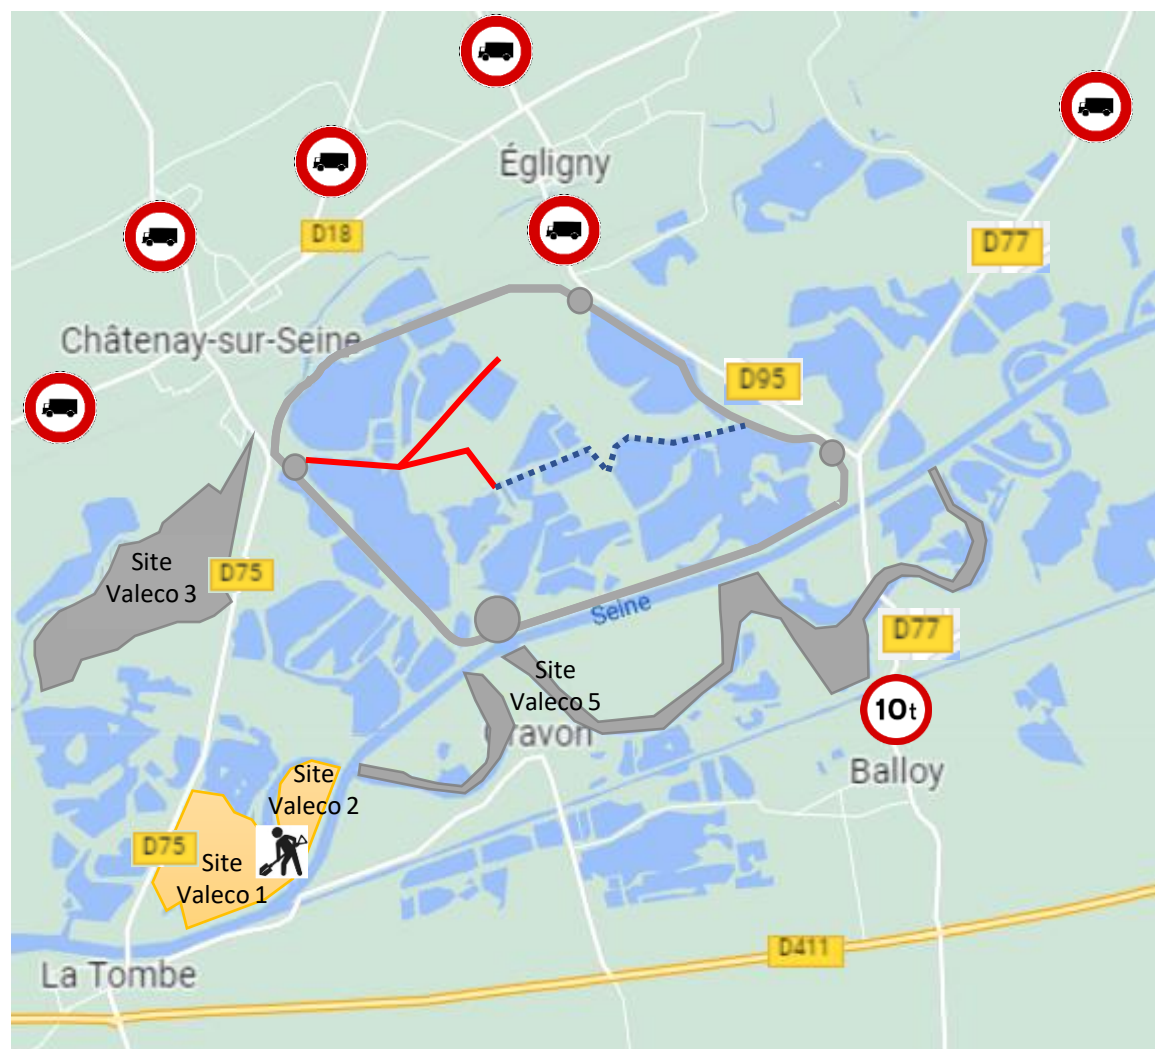 Égligny
D18
D77
Châtenay-sur-Seine
D95
Site
Valeco 3
D75
Seine
D77
Site
Valeco 5
10t
Gravon
Balloy
Site
Valeco 2
D75
Site
Valeco 1
D411
La Tombe